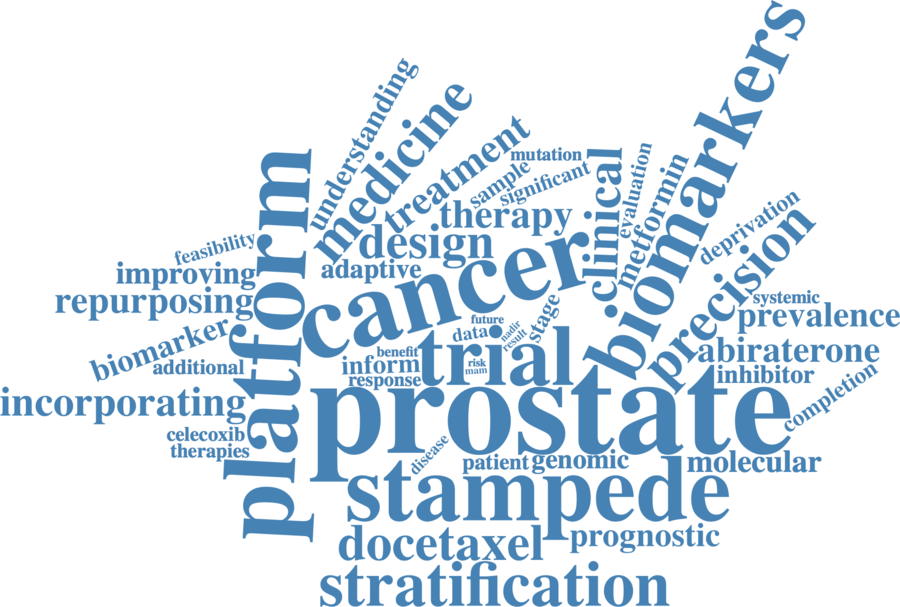 biomarkers
understanding
medicine
treatment
mutation
sample
significant
clinical
evaluation
metformin
platform
therapy
deprivation
feasibility
design
cancer
precision
improving
adaptive
repurposing
systemic
prevalence
stage
future
data
nadir
result
biomarker
trial
abiraterone
benefit
additional
inform
risk
mam
inhibitor
response
completion
incorporating
prostate
celecoxib
therapies
disease
patient
genomic
molecular
stampede
docetaxel
prognostic
stratification